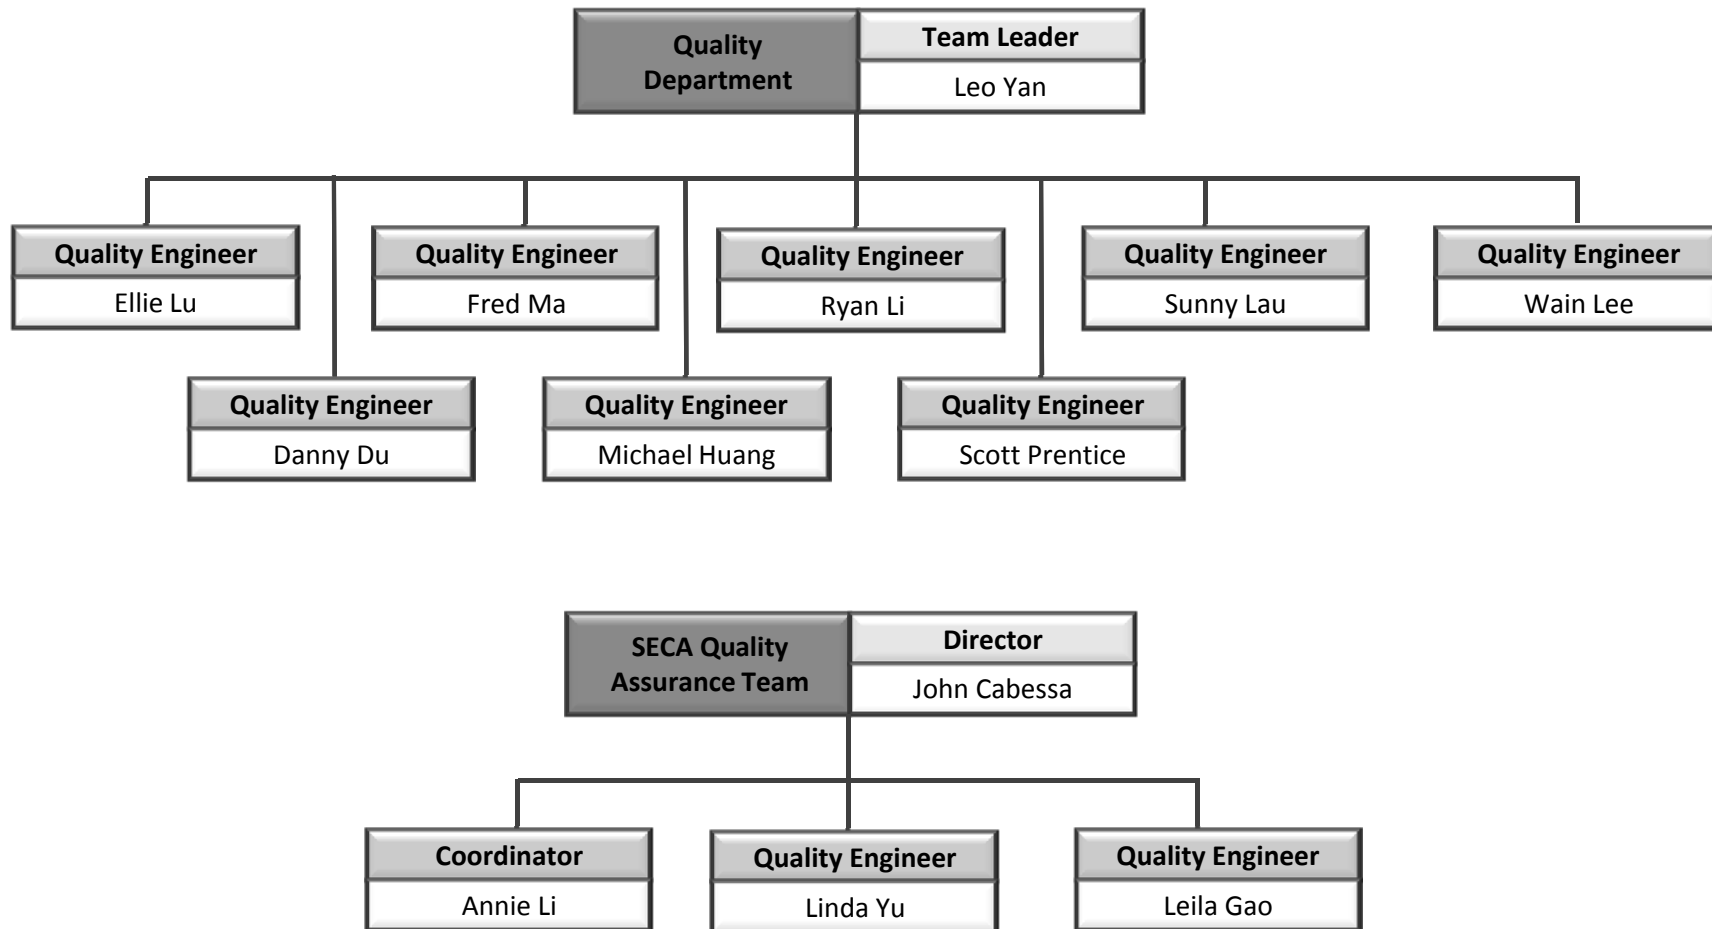 Quality
Department
Team Leader
Leo Yan
Quality Engineer
Ellie Lu
Quality Engineer
Fred Ma
Quality Engineer
Ryan Li
Quality Engineer
Sunny Lau
Quality Engineer
Wain Lee
Quality Engineer
Danny Du
Quality Engineer
Michael Huang
Quality Engineer
Scott Prentice
SECA Quality
Assurance Team
Director
John Cabessa
Coordinator
Annie Li
Quality Engineer
Linda Yu
Quality Engineer
Leila Gao